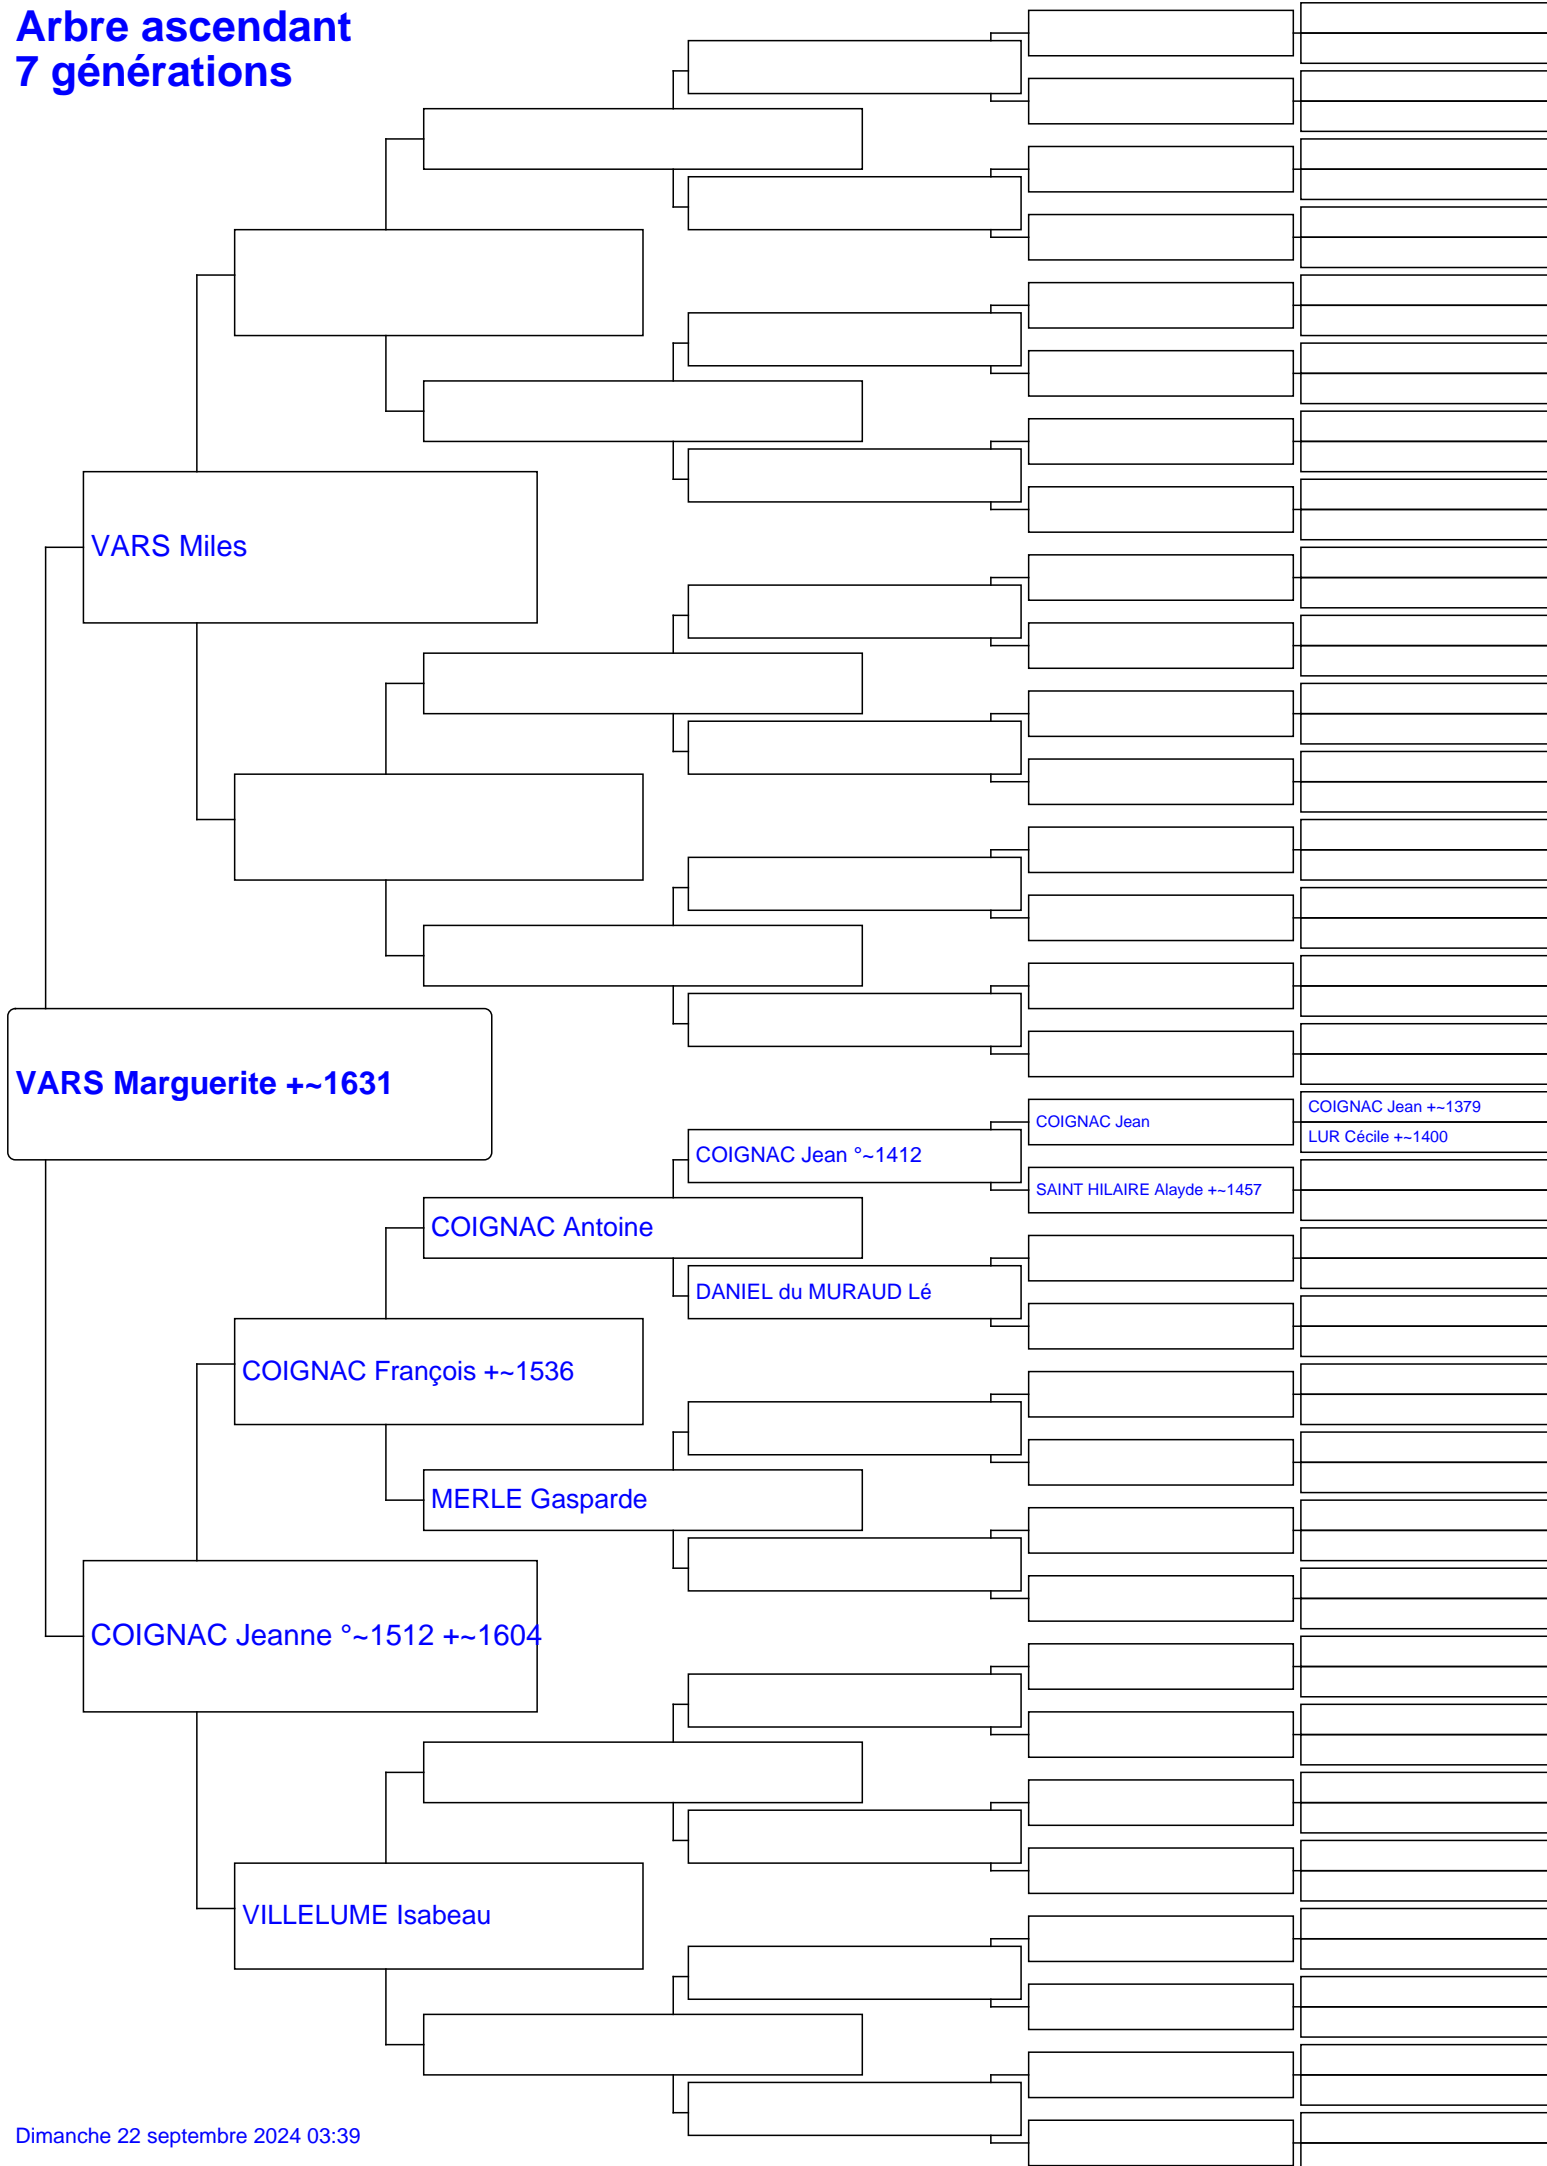 Arbre ascendant
7 générations
VARS Miles
VARS Marguerite +~1631
COIGNAC Jean
COIGNAC Jean +~1379
LUR Cécile +~1400
COIGNAC Jean °~1412
SAINT HILAIRE Alayde +~1457
COIGNAC Antoine
DANIEL du MURAUD Lé
COIGNAC François +~1536
MERLE Gasparde
COIGNAC Jeanne °~1512 +~1604
VILLELUME Isabeau
Dimanche 22 septembre 2024 03:39